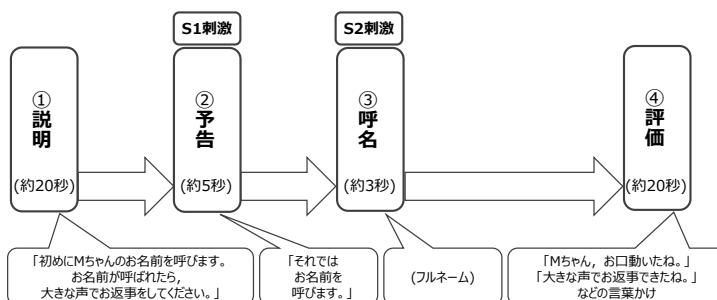 S1刺激
S2刺激
①説明
(約20秒)
②予告
(約5秒)
③呼名
(約3秒)
④評価
(約20秒)
「初めにMちゃんのお名前を呼びます。
お名前が呼ばれたら,
大きな声でお返事をしてください。」
「それでは
お名前を
呼びます。」
(フルネーム)
「Mちゃん，お口動いたね。」
「大きな声でお返事できたね。」
などの言葉かけ